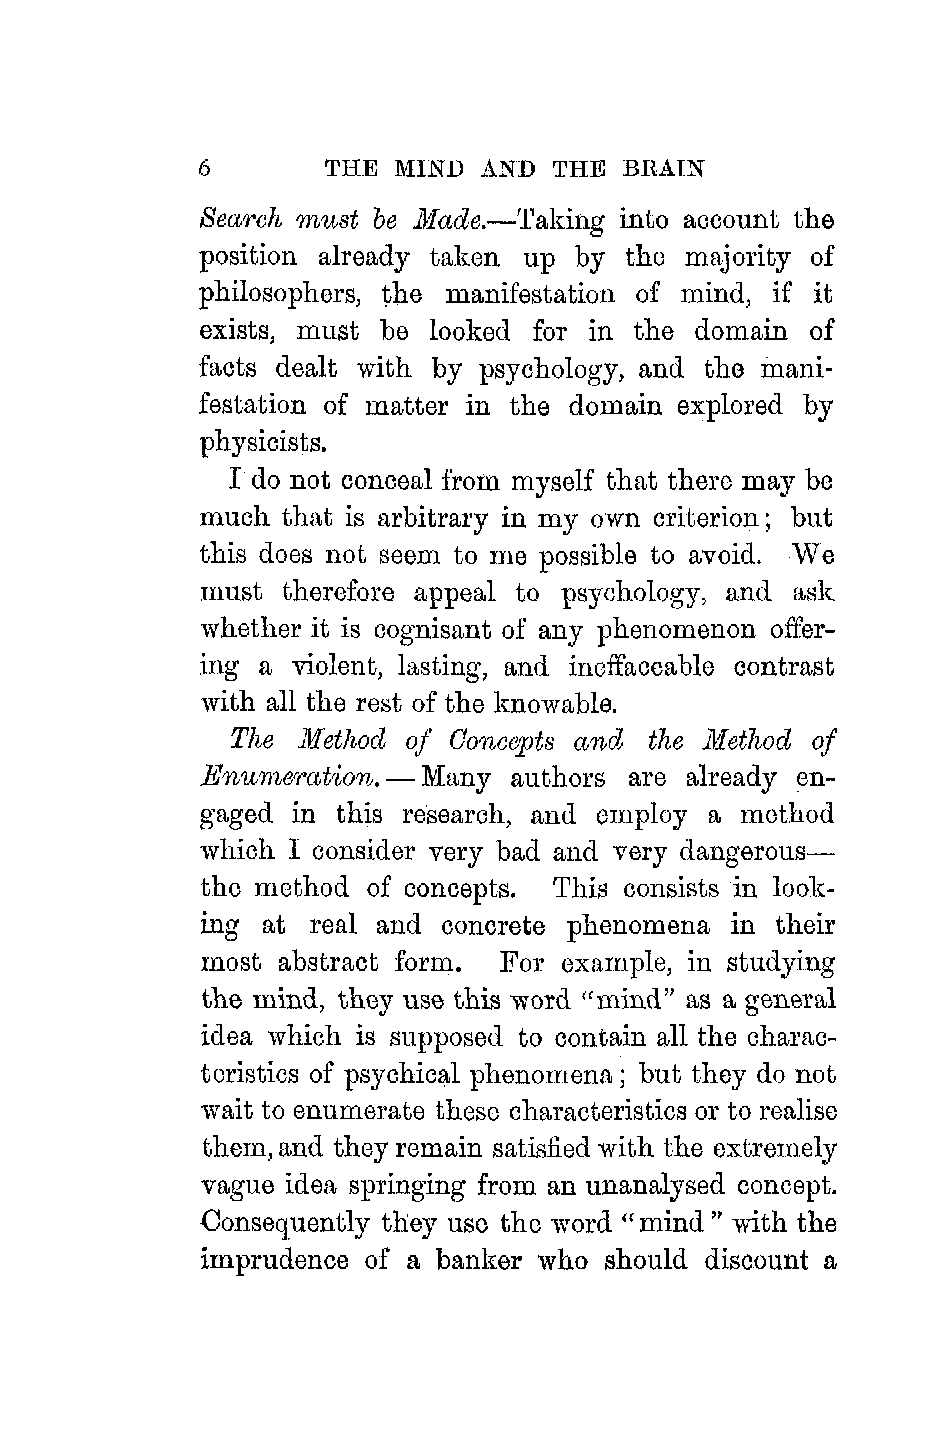 6 THE MIND AND THE BRAIN
Search must be Made.—Taking into account the
position already taken up by the majority of
philosophers, the manifestation of mind, if it
exists, must be looked for in the domain of
facts dealt with by psychology, and the mani-
festation of matter in the domain explored by
physicists.
I do not conceal from myself that there may be
much that is arbitrary in my own criterion; but
this does not seem to me possible to avoid. We
must therefore appeal to psychology, and ask
whether it is cognisant of any phenomenon offer-
ing a violent, lasting, and ineffaceable contrast
with all the rest of the knowable.
The Method of Concepts and the Method of
Enumeration.—Many authors are already en-
gaged in this research, and employ a method
which I consider very bad and very dangerous—
the method of concepts. This consists in look-
ing at real and concrete phenomena in their
most abstract form. For example, in studying
the mind, they use this word "mind" as a general
idea which is supposed to contain all the charac-
teristics of psychical phenomena; but they do not
wait to enumerate these characteristics or to realise
them, and they remain satisfied with the extremely
vague idea springing from an unanalysed concept.
Consequently they use the word "mind" with the
imprudence of a banker who should discount a